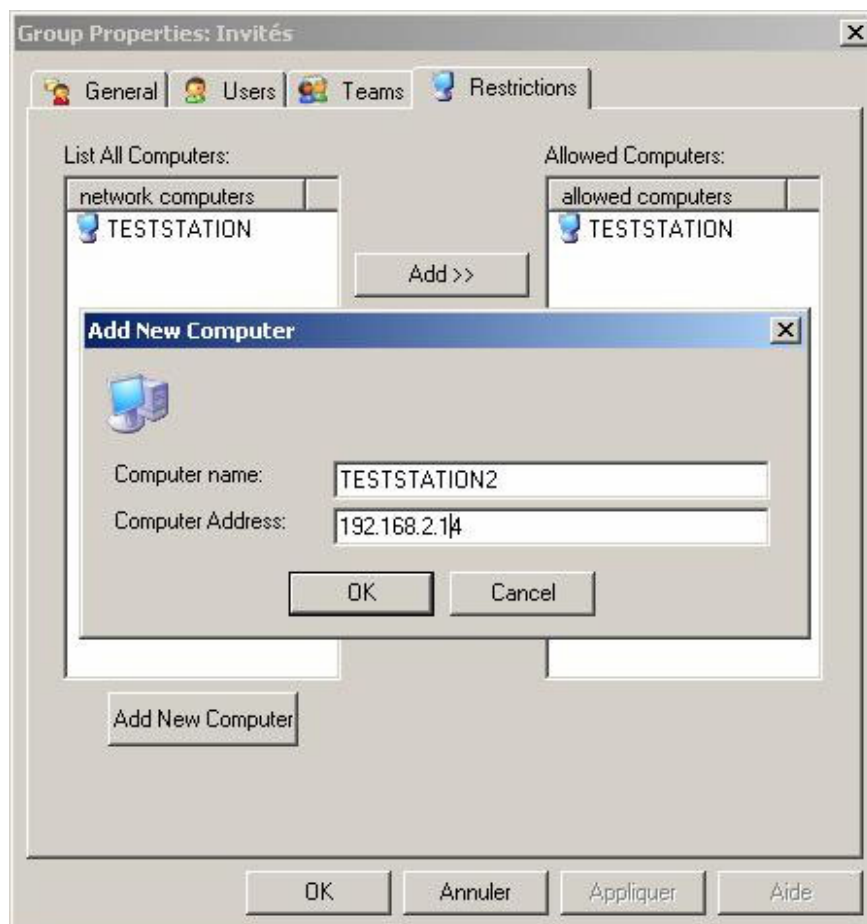 Group Properties: Invités
General Users Teams Restrictions
List All Computers: Allowed Computers:
network computers allowed computers
TESTSTATION TESTSTATION
Add >>
Add New Computer
Computer name: TESTSTATION2
Computer Address: 192.168.2.14
OK Cancel
Add New Computer
OK Annuler Appliquer Aide